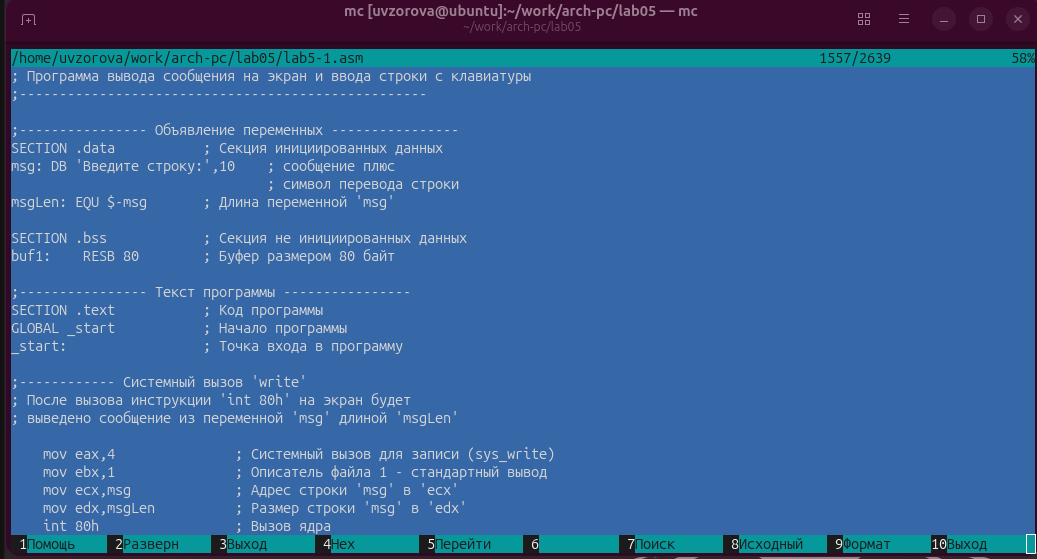 mc [uvzorova@ubuntu]:~/work/arch-pc/lab05 — mc
~/work/arch-pc/lab05
/home/uvzorova/work/arch-pc/lab05/lab5-1.asm 1557/2639 58%
; Программа вывода сообщения на экран и ввода строки с клавиатуры
;---------------------------------------------------
;---------------- Объявление переменных ----------------
SECTION .data ; Секция инициированных данных
msg: DB 'Введите строку:',10 ; сообщение плюс
; символ перевода строки
msgLen: EQU $-msg ; Длина переменной 'msg'
SECTION .bss ; Секция не инициированных данных
buf1: RESB 80 ; Буфер размером 80 байт
;---------------- Текст программы ----------------
SECTION .text ; Код программы
GLOBAL _start ; Начало программы
_start: ; Точка входа в программу
;------------ Системный вызов 'write'
; После вызова инструкции 'int 80h' на экран будет
; выведено сообщение из переменной 'msg' длиной 'msgLen'
mov eax,4 ; Системный вызов для записи (sys_write)
mov ebx,1 ; Описатель файла 1 - стандартный вывод
mov ecx,msg ; Адрес строки 'msg' в 'ecx'
mov edx,msgLen ; Размер строки 'msg' в 'edx'
int 80h ; Вызов ядра
1Помощь 2Разверн 3Выход 4Hex 5Перейти 6 7Поиск 8Исходный 9Формат 10Выход